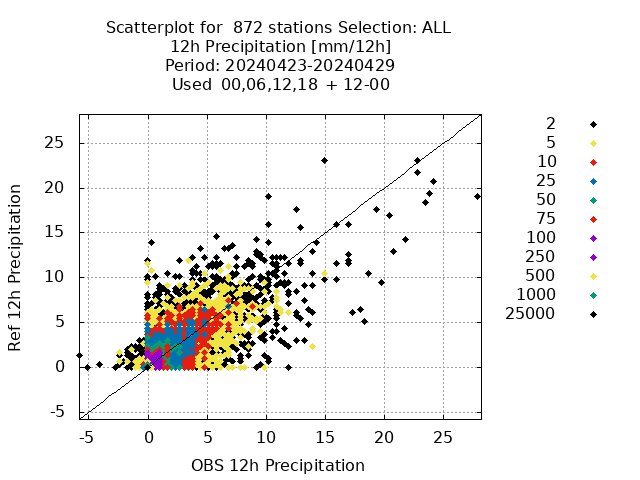 Scatterplot for 872 stations Selection: ALL
12h Precipitation [mm/12h]
Period: 20240423-20240429
Used 00,06,12,18 + 12-00
2
5
10
25
50
75
100
250
500
1000
25000
Ref 12h Precipitation
25
20
15
10
5
0
-5
-5 0 5 10 15 20 25
OBS 12h Precipitation